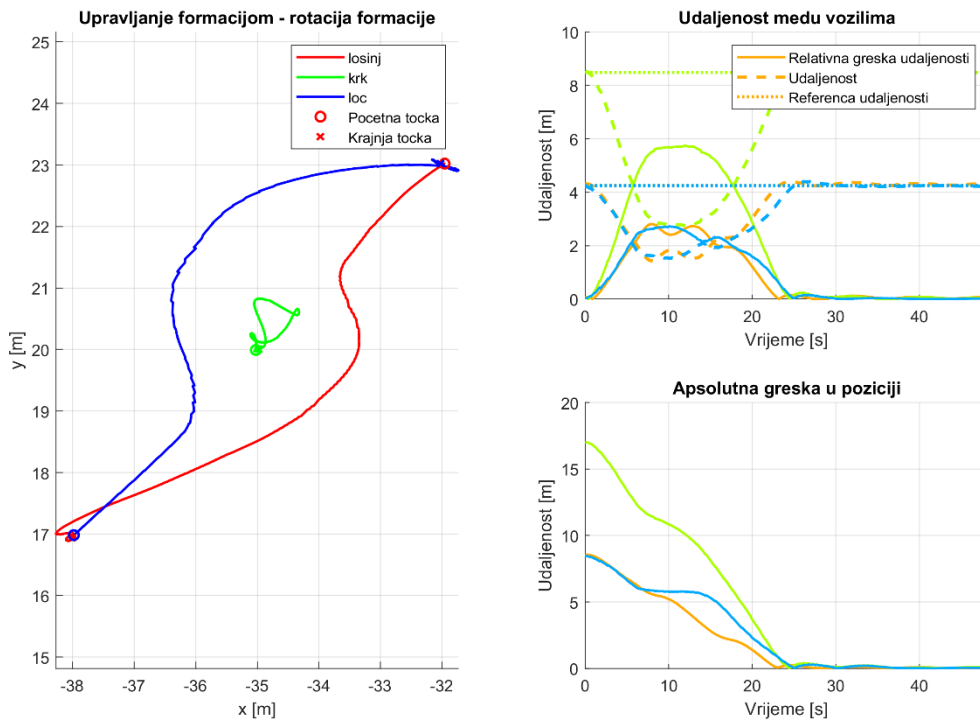 Upravljanje formacijom - rotacija formacije
25
24
23
22
21
20
19
18
17
16
15
y [m]
-38
-37
-36
-35
-34
-33
-32
x [m]
losinj
krk
loc
Pocetna tocka
Krajnja tocka
Udaljenost medu vozilima
10
8
6
4
2
0
Udaljenost [m]
0
10
20
30
40
Vrijeme [s]
Relativna greska udaljenosti
Udaljenost
Referenca udaljenosti
Apsolutna greska u poziciji
20
15
10
5
0
Udaljenost [m]
0
10
20
30
40
Vrijeme [s]